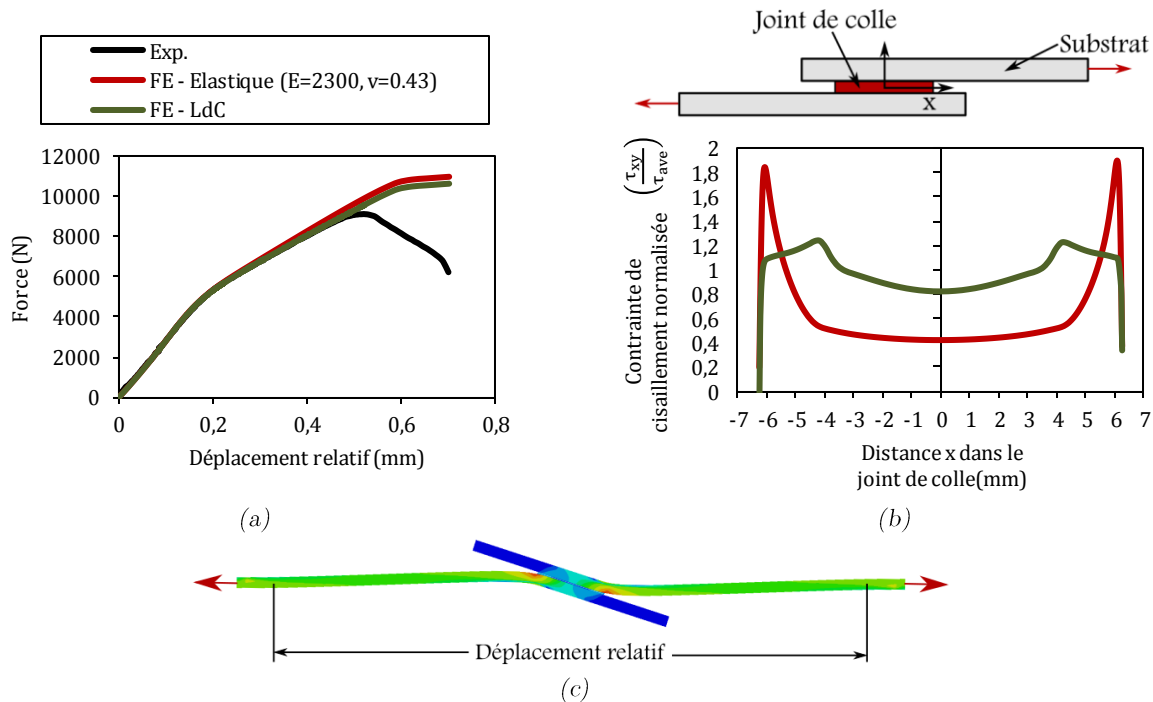 Exp.
FE - Elastique (E=2300, v=0.43)
FE - LdC
12000
10000
8000
6000
4000
2000
0
Force (N)
0
0,2
0,4
0,6
0,8
Déplacement relatif (mm)
(a)
Joint de colle
Substrat
x
Contrainte de
cisaillement normalisée (τxy/τave)
2
1,8
1,6
1,4
1,2
1
0,8
0,6
0,4
0,2
0
-7 -6 -5 -4 -3 -2 -1 0 1 2 3 4 5 6 7
Distance x dans le
joint de colle(mm)
(b)
Déplacement relatif
(c)